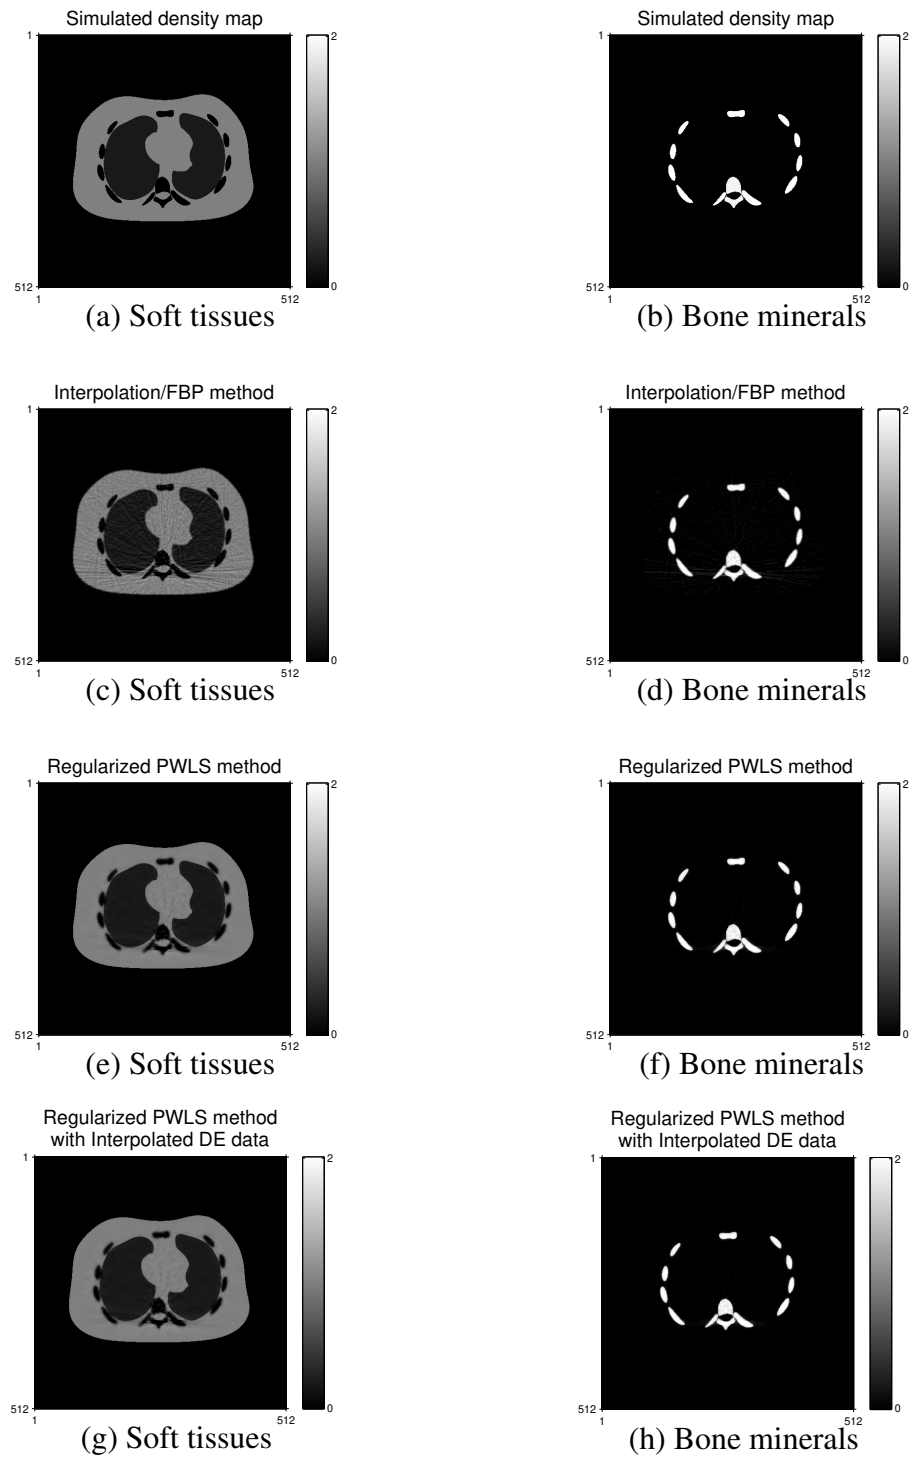 Simulated density map
1
2
512
0
1
512
(a) Soft tissues
Simulated density map
1
2
512
0
1
512
(b) Bone minerals
Interpolation/FBP method
1
2
512
0
1
512
(c) Soft tissues
Interpolation/FBP method
1
2
512
0
1
512
(d) Bone minerals
Regularized PWLS method
1
2
512
0
1
512
(e) Soft tissues
Regularized PWLS method
1
2
512
0
1
512
(f) Bone minerals
Regularized PWLS method
with Interpolated DE data
1
2
512
0
1
512
(g) Soft tissues
Regularized PWLS method
with Interpolated DE data
1
2
512
0
1
512
(h) Bone minerals